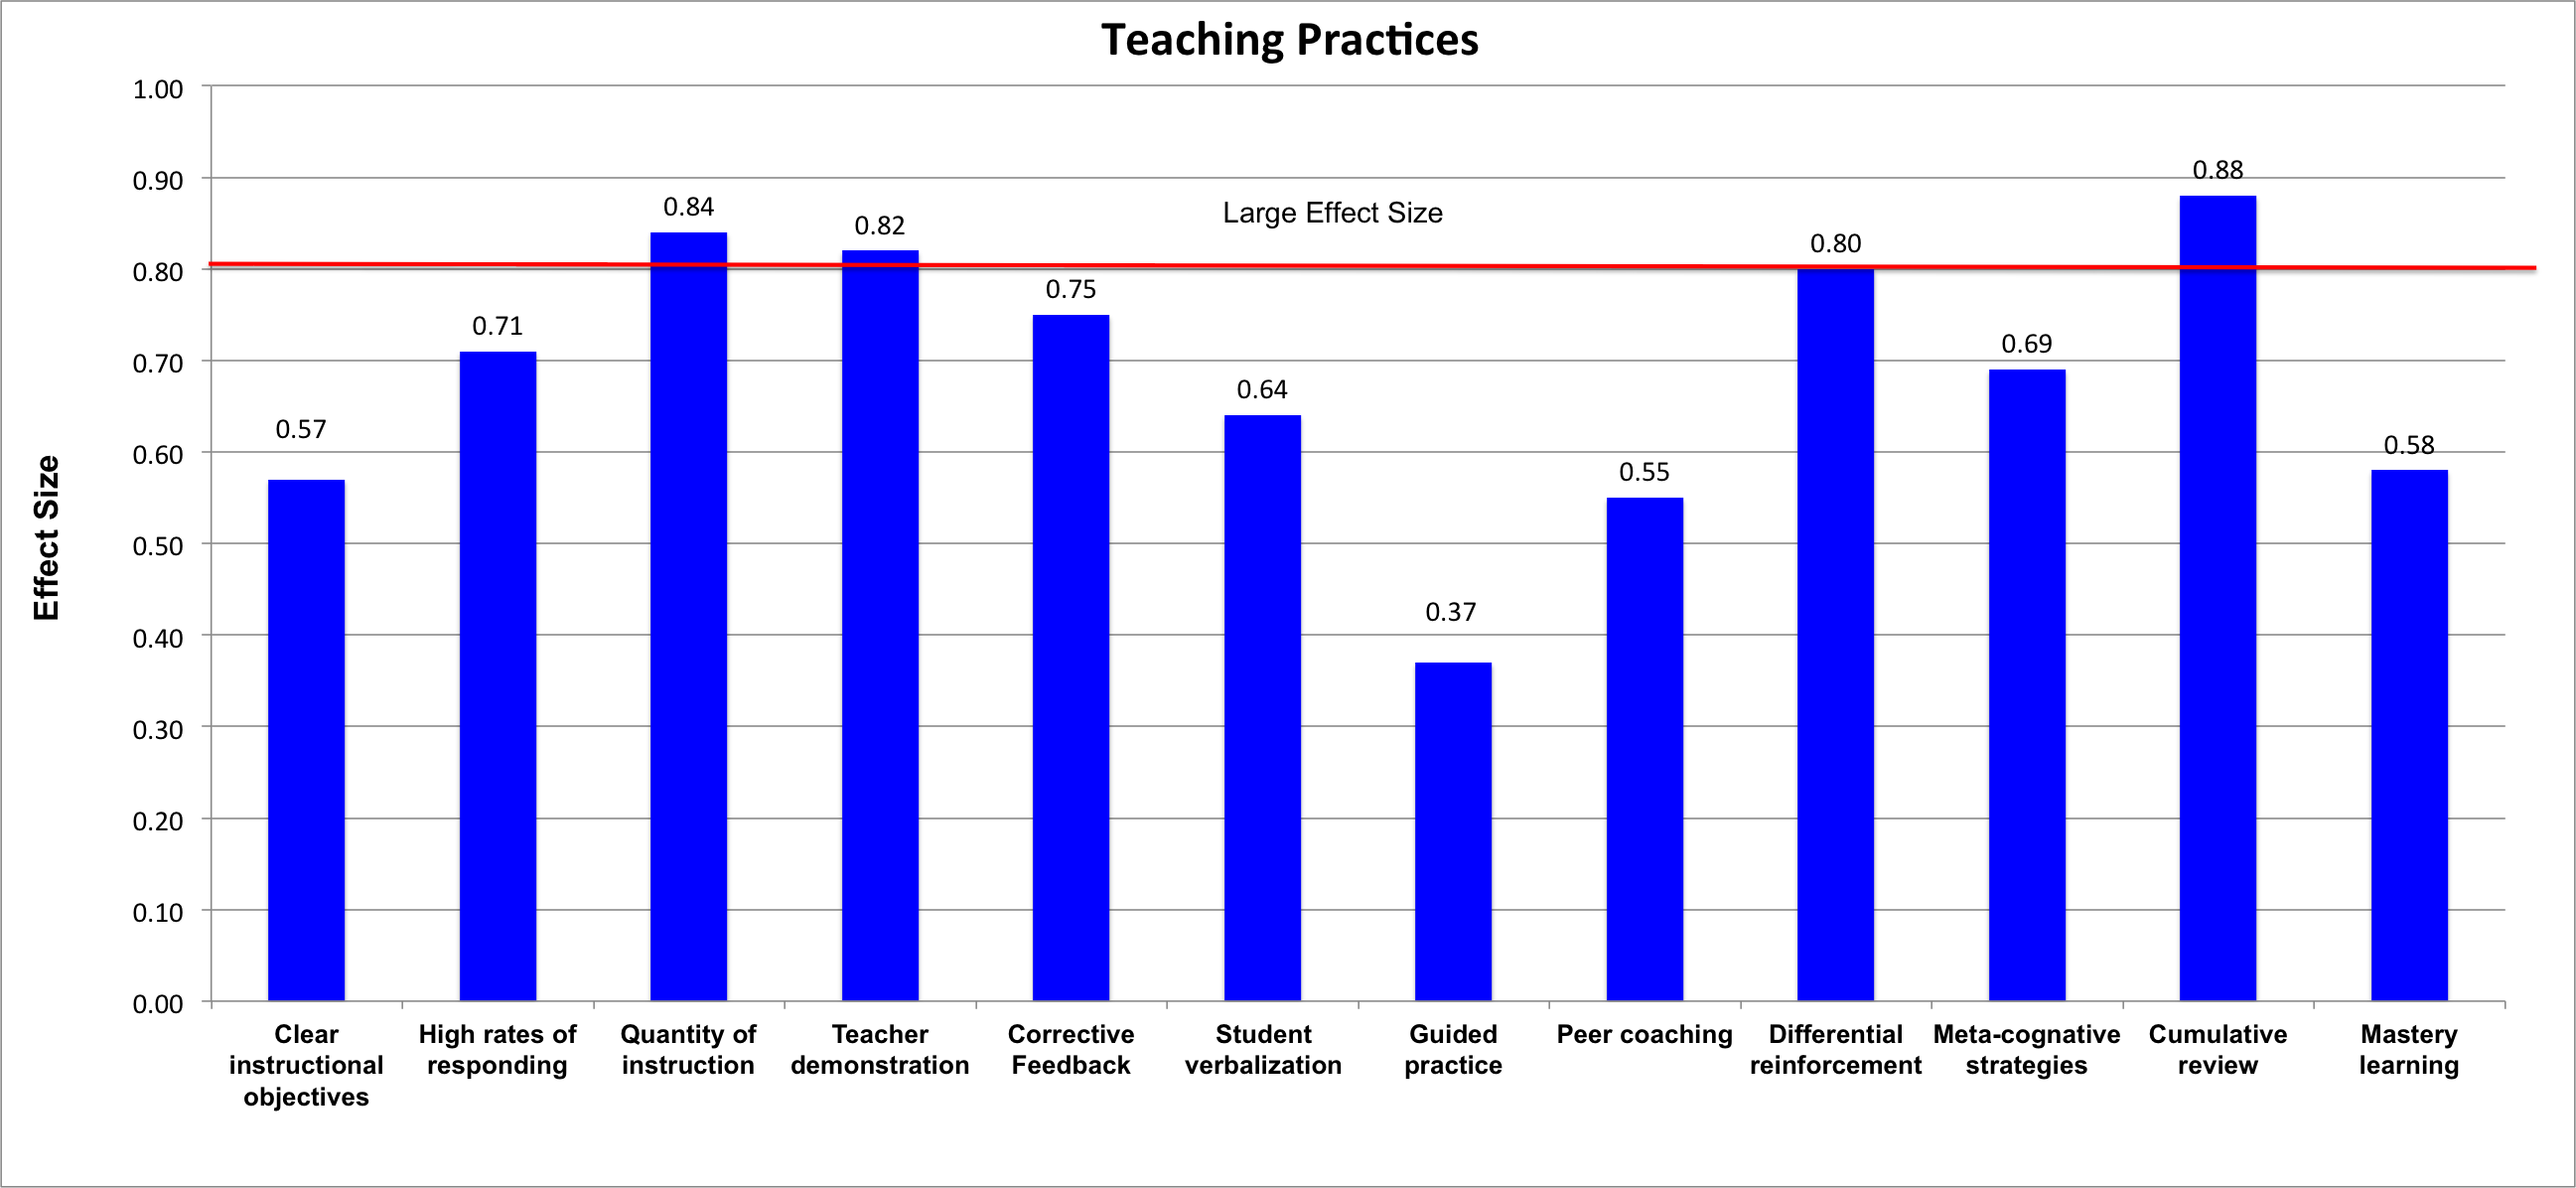 Teaching Practices
1.00
0.90
0.80
0.70
0.60
0.50
0.40
0.30
0.20
0.10
0.00
Effect Size
Large Effect Size
0.57
0.71
0.84
0.82
0.75
0.64
0.37
0.55
0.80
0.69
0.88
0.58
Clear
instructional
objectives
High rates of
responding
Quantity of
instruction
Teacher
demonstration
Corrective
Feedback
Student
verbalization
Guided
practice
Peer coaching
Differential
reinforcement
Meta-cognative
strategies
Cumulative
review
Mastery
learning